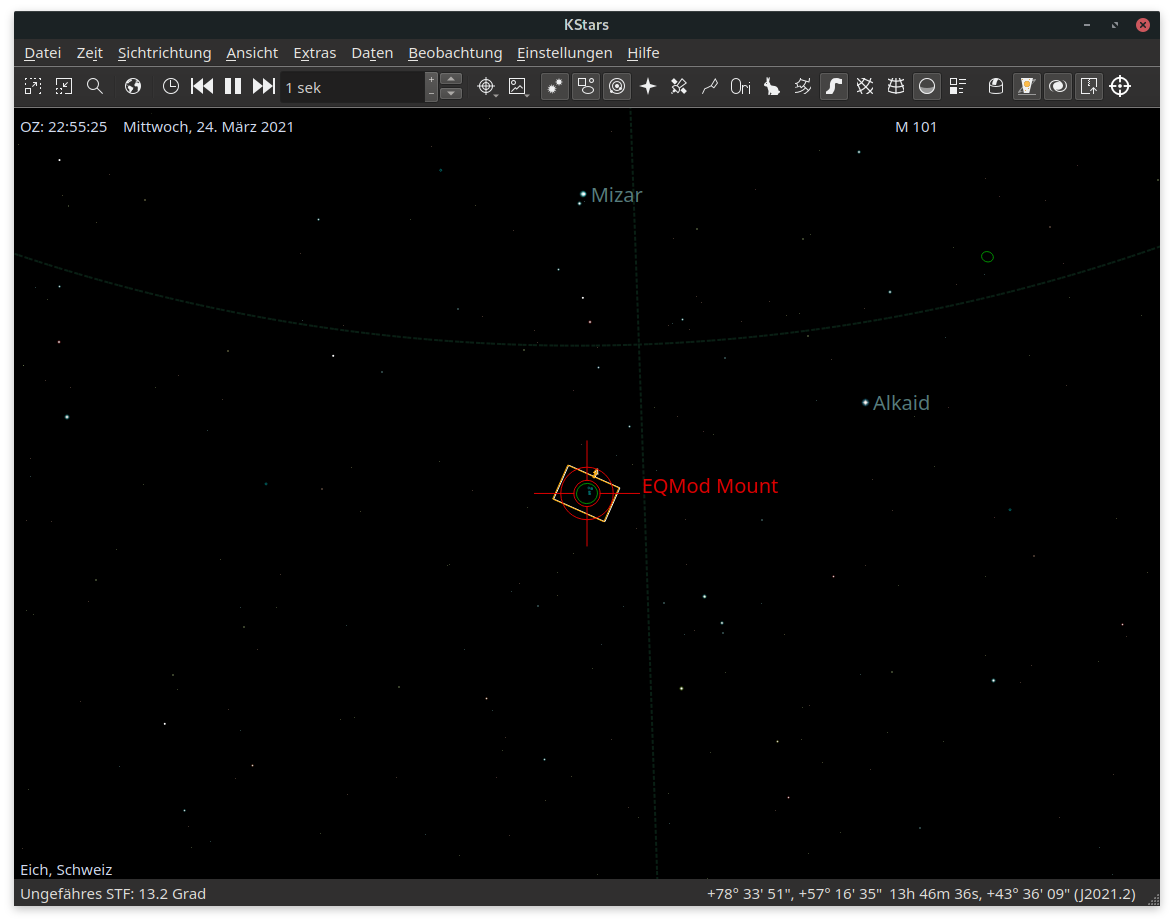 KStars
Datei Zeit Sichtrichtung Ansicht Extras Daten Beobachtung Einstellungen Hilfe
1 sek Ori
OZ: 22:55:25 Mittwoch, 24. März 2021 M 101
Mizar
Alkaid
EQMod Mount
Eich, Schweiz
Ungefähres STF: 13.2 Grad +78° 33' 51", +57° 16' 35" 13h 46m 36s, +43° 36' 09" (J2021.2)